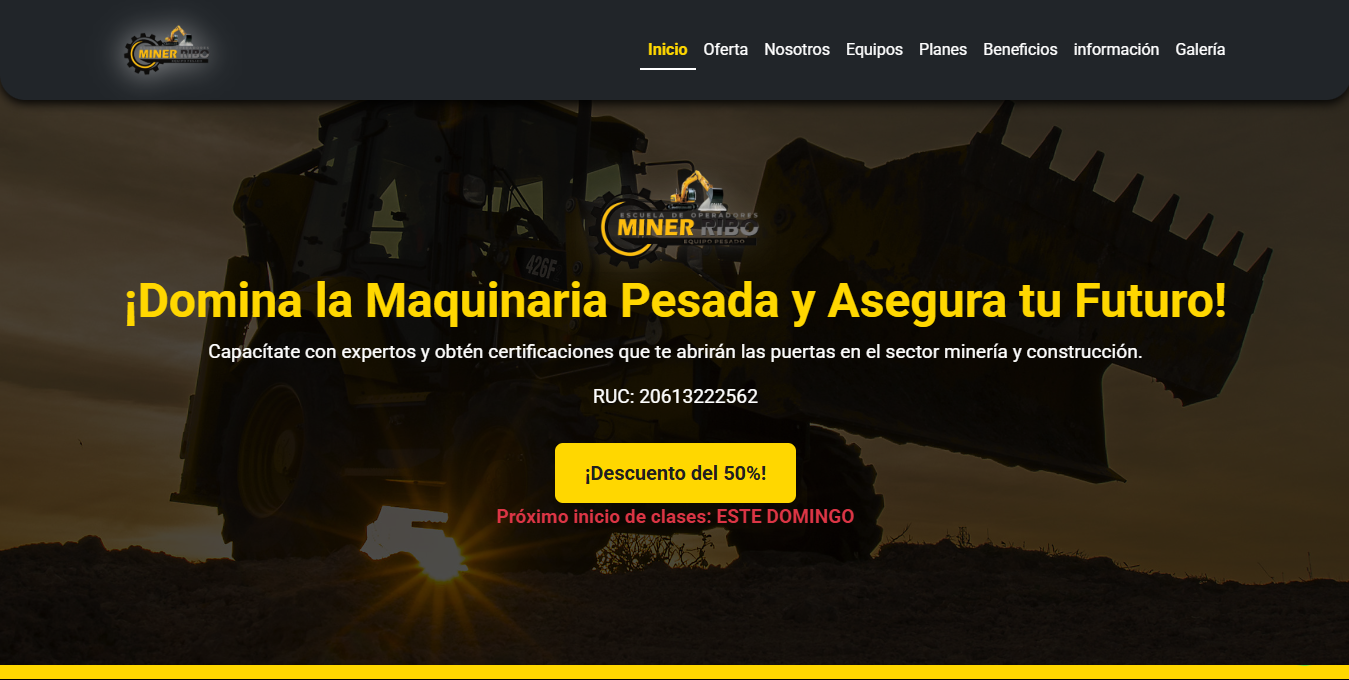 MINER RIBO
Inicio Oferta Nosotros Equipos Planes Beneficios información Galería
ESCUELA DE OPERADORES
MINER RIBO
EQUIPO PESADO
426F
¡Domina la Maquinaria Pesada y Asegura tu Futuro!
Capacítate con expertos y obtén certificaciones que te abrirán las puertas en el sector minería y construcción.
RUC: 20613222562
¡Descuento del 50%!
Próximo inicio de clases: ESTE DOMINGO